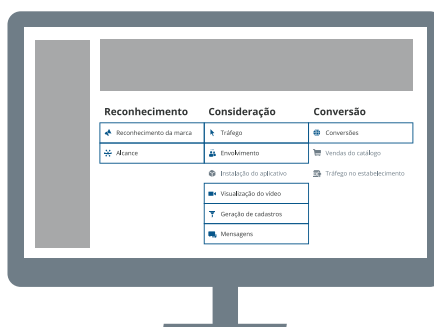 Reconhecimento Consideração Conversão
Reconhecimento da marca Tráfego Conversões
Alcance Envolvimento Vendas do catálogo
Instalação do aplicativo Tráfego no estabelecimento
Visualização do vídeo
Geração de cadastros
Mensagens